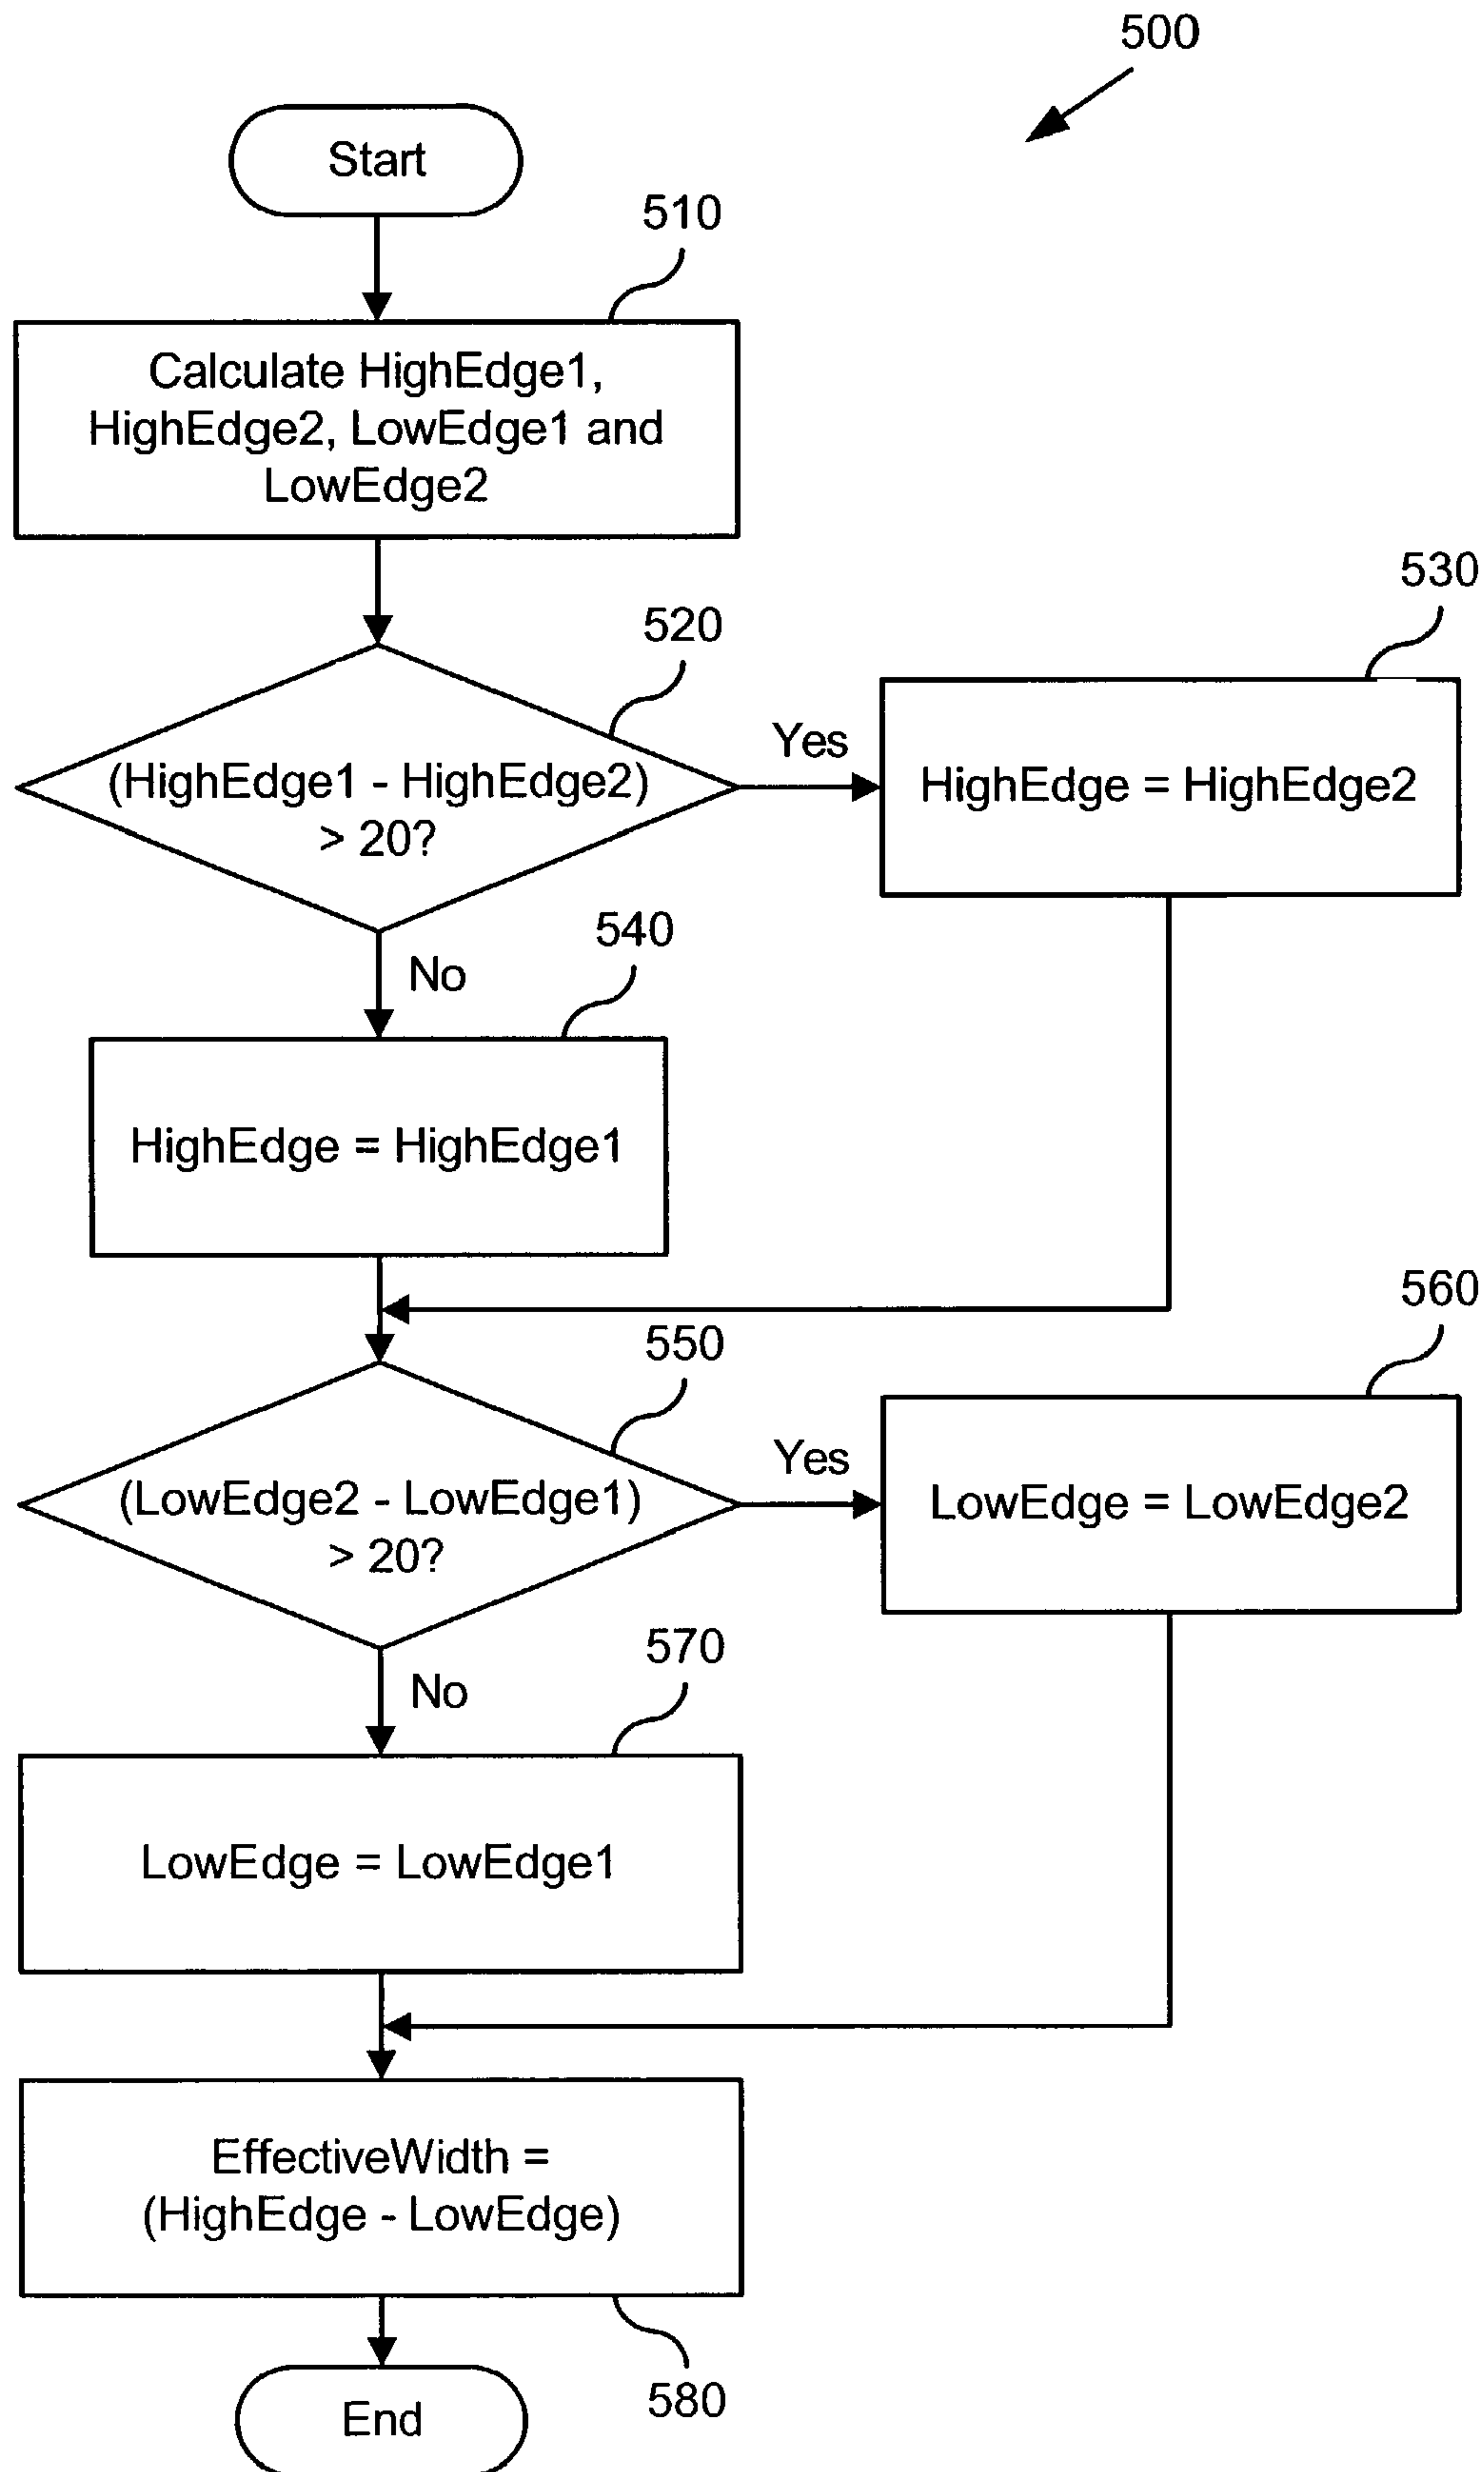 500
Start
510
Calculate HighEdge1,
HighEdge2, LowEdge1 and
LowEdge2
520
(HighEdge1 - HighEdge2)
> 20?
Yes
530
HighEdge = HighEdge2
No
540
HighEdge = HighEdge1
550
(LowEdge2 - LowEdge1)
> 20?
Yes
560
LowEdge = LowEdge2
No
570
LowEdge = LowEdge1
EffectiveWidth =
(HighEdge - LowEdge)
580
End